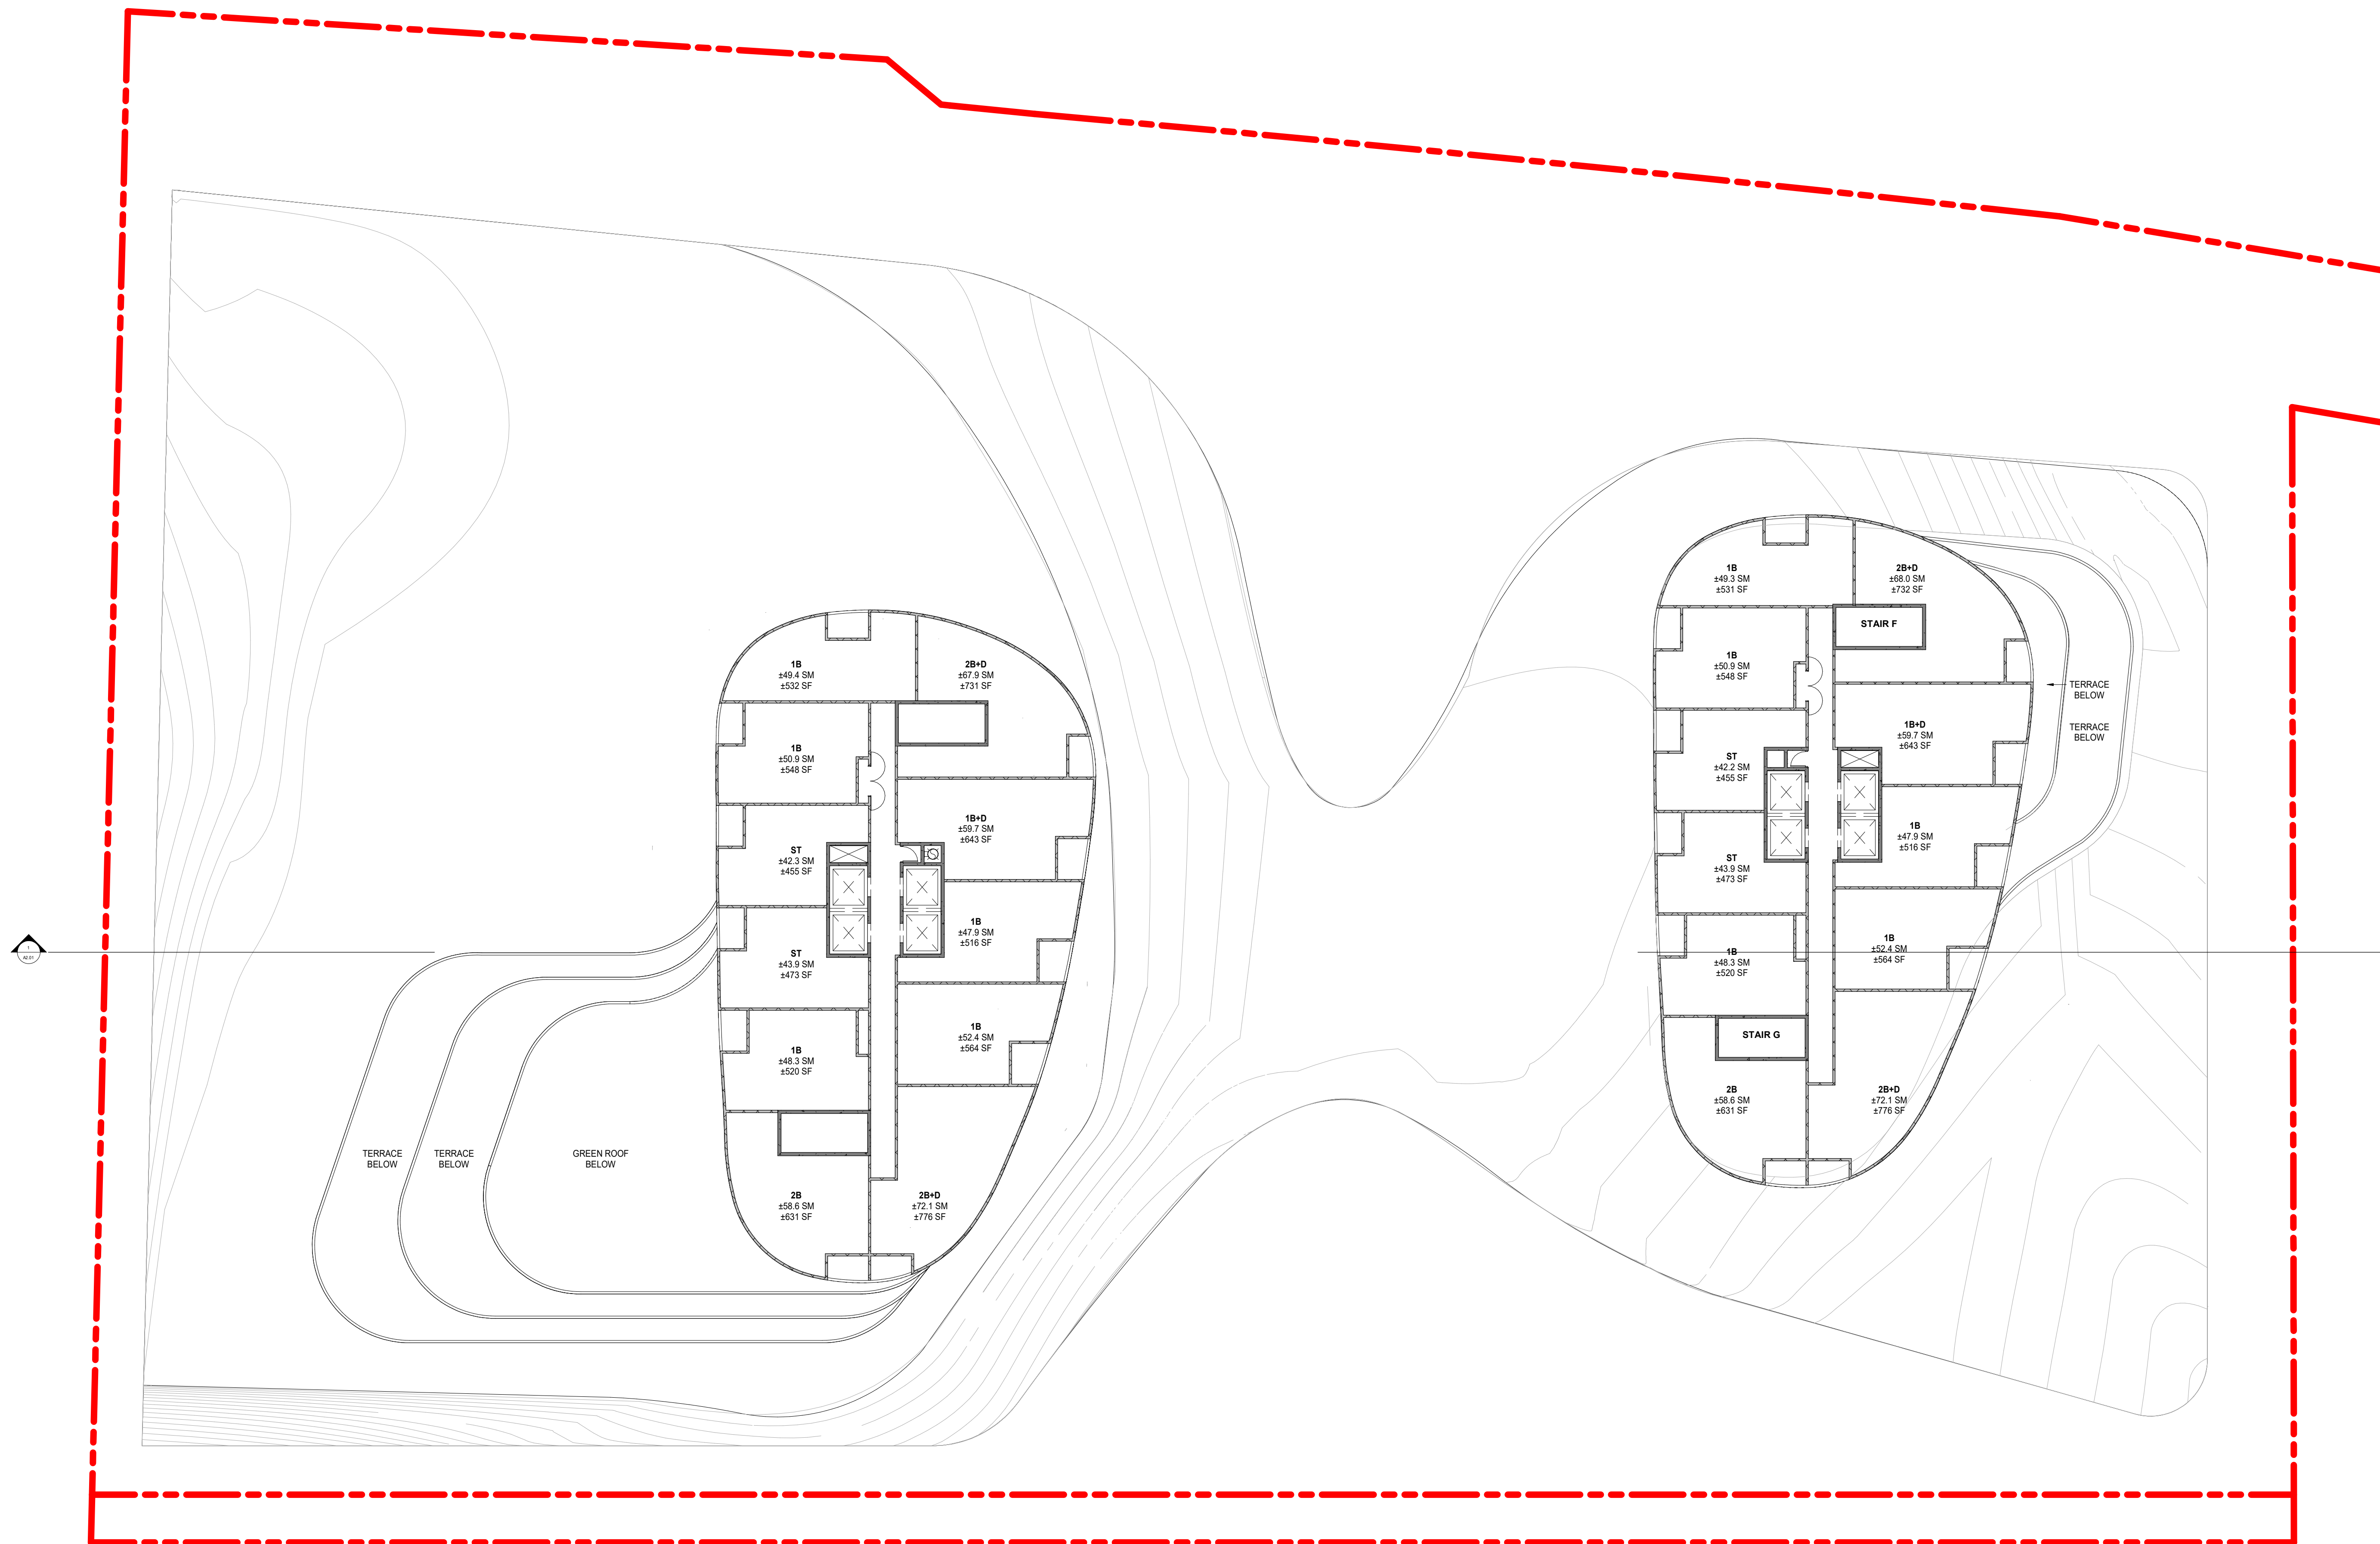 1B
±49.3 SM
±531 SF
2B+D
±68.0 SM
±732 SF
STAIR F
1B
±50.9 SM
±548 SF
TERRACE
BELOW
TERRACE
BELOW
1B+D
±59.7 SM
±643 SF
ST
±42.2 SM
±455 SF
1B
±47.9 SM
±516 SF
ST
±43.9 SM
±473 SF
1B
±52.4 SM
±564 SF
1B
±48.3 SM
±520 SF
STAIR G
2B
±58.6 SM
±631 SF
2B+D
±72.1 SM
±776 SF
1B
±49.4 SM
±532 SF
2B+D
±67.9 SM
±731 SF
1B
±50.9 SM
±548 SF
1B+D
±59.7 SM
±643 SF
ST
±42.3 SM
±455 SF
1B
±47.9 SM
±516 SF
ST
±43.9 SM
±473 SF
1B
±52.4 SM
±564 SF
1B
±48.3 SM
±520 SF
2B
±58.6 SM
±631 SF
2B+D
±72.1 SM
±776 SF
TERRACE
BELOW
TERRACE
BELOW
GREEN ROOF
BELOW
1
A2.01